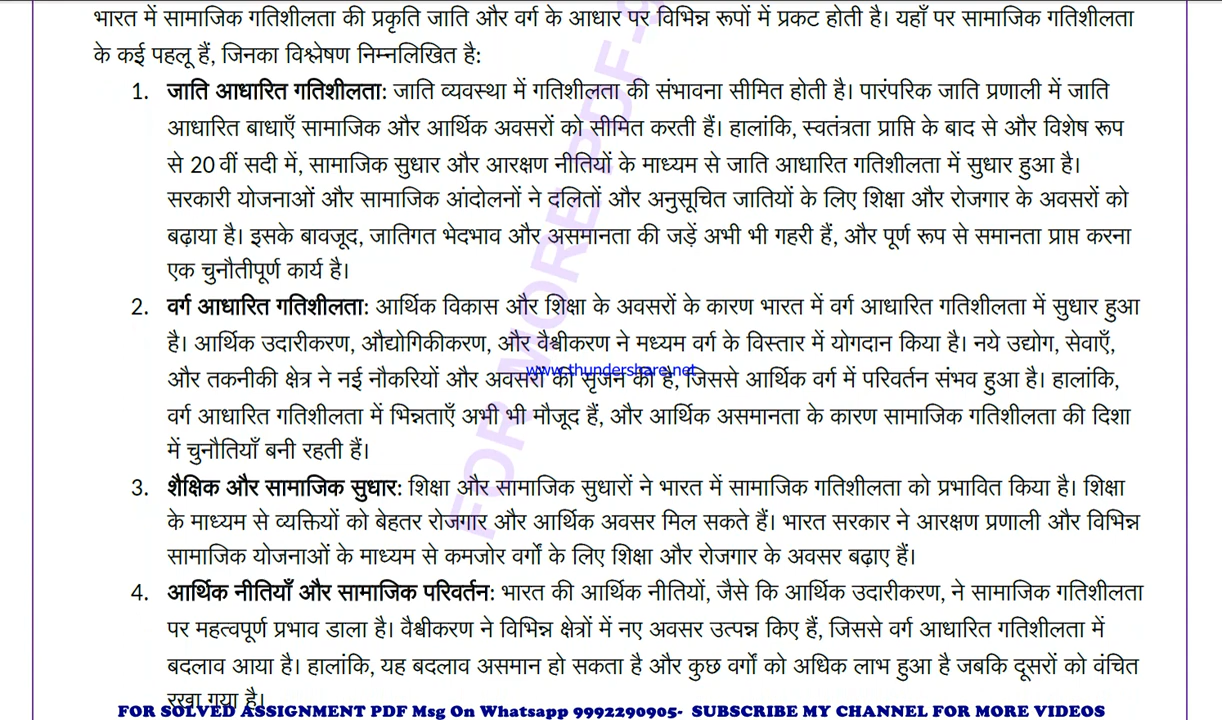 भारत में सामाजिक गतिशीलता की प्रकृति जाति और वर्ग के आधार पर विभिन्न रूपों में प्रकट होती है। यहाँ पर सामाजिक गतिशीलता
के कई पहलू हैं, जिनका विश्लेषण निम्नलिखित है:
1. जाति आधारित गतिशीलता: जाति व्यवस्था में गतिशीलता की संभावना सीमित होती है। पारंपरिक जाति प्रणाली में जाति
आधारित बाधाएँ सामाजिक और आर्थिक अवसरों को सीमित करती हैं। हालांकि, स्वतंत्रता प्राप्ति के बाद से और विशेष रूप
से 20 वीं सदी में, सामाजिक सुधार और आरक्षण नीतियों के माध्यम से जाति आधारित गतिशीलता में सुधार हुआ है।
सरकारी योजनाओं और सामाजिक आंदोलनों ने दलितों और अनुसूचित जातियों के लिए शिक्षा और रोजगार के अवसरों को
बढ़ाया है। इसके बावजूद, जातिगत भेदभाव और असमानता की जड़ें अभी भी गहरी हैं, और पूर्ण रूप से समानता प्राप्त करना
एक चुनौतीपूर्ण कार्य है।
2. वर्ग आधारित गतिशीलता: आर्थिक विकास और शिक्षा के अवसरों के कारण भारत में वर्ग आधारित गतिशीलता में सुधार हुआ
है। आर्थिक उदारीकरण, औद्योगिकीकरण, और वैश्वीकरण ने मध्यम वर्ग के विस्तार में योगदान किया है। नये उद्योग, सेवाएँ,
www.thundershare.net
और तकनीकी क्षेत्र ने नई नौकरियों और अवसरों की सृजन की है, जिससे आर्थिक वर्ग में परिवर्तन संभव हुआ है। हालांकि,
वर्ग आधारित गतिशीलता में भिन्नताएँ अभी भी मौजूद हैं, और आर्थिक असमानता के कारण सामाजिक गतिशीलता की दिशा
में चुनौतियाँ बनी रहती हैं।
3. शैक्षिक और सामाजिक सुधार: शिक्षा और सामाजिक सुधारों ने भारत में सामाजिक गतिशीलता को प्रभावित किया है। शिक्षा
के माध्यम से व्यक्तियों को बेहतर रोजगार और आर्थिक अवसर मिल सकते हैं। भारत सरकार ने आरक्षण प्रणाली और विभिन्न
सामाजिक योजनाओं के माध्यम से कमजोर वर्गों के लिए शिक्षा और रोजगार के अवसर बढ़ाए हैं।
4. आर्थिक नीतियाँ और सामाजिक परिवर्तन: भारत की आर्थिक नीतियों, जैसे कि आर्थिक उदारीकरण, ने सामाजिक गतिशीलता
पर महत्वपूर्ण प्रभाव डाला है। वैश्वीकरण ने विभिन्न क्षेत्रों में नए अवसर उत्पन्न किए हैं, जिससे वर्ग आधारित गतिशीलता में
बदलाव आया है। हालांकि, यह बदलाव असमान हो सकता है और कुछ वर्गों को अधिक लाभ हुआ है जबकि दूसरों को वंचित
रखा गया है।
FOR SOLVED ASSIGNMENT PDF Msg On Whatsapp 9992290905- SUBSCRIBE MY CHANNEL FOR MORE VIDEOS
FOR MORE PDF-9